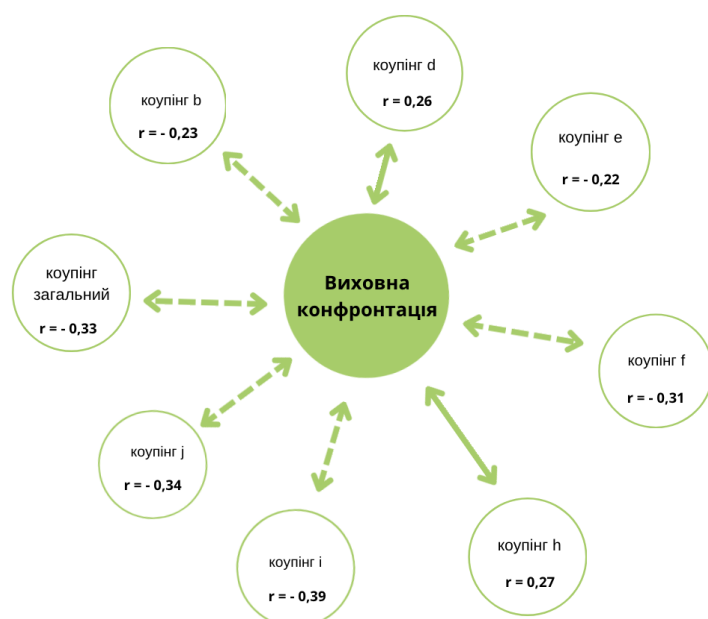 коупінг d
r = 0,26
коупінг b
r = - 0,23
коупінг e
r = - 0,22
Виховна
конфронтація
коупінг
загальний
r = - 0,33
коупінг f
r = - 0,31
коупінг j
r = - 0,34
коупінг h
r = 0,27
коупінг i
r = - 0,39